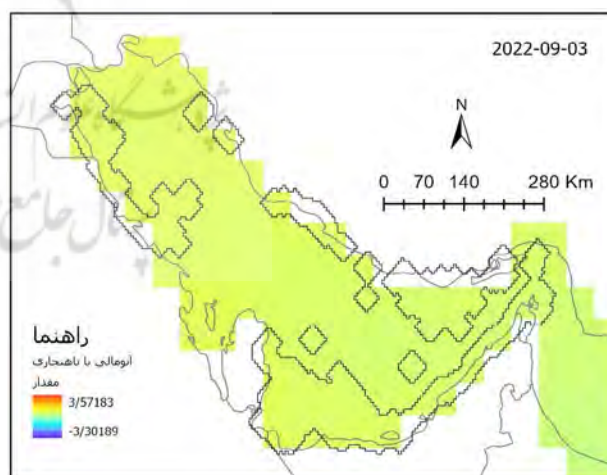 2022-09-03
N
0 70 140 280 Km
راهنما
آنومالی یا ناهنجاری
مقدار
3/57183
-3/30189